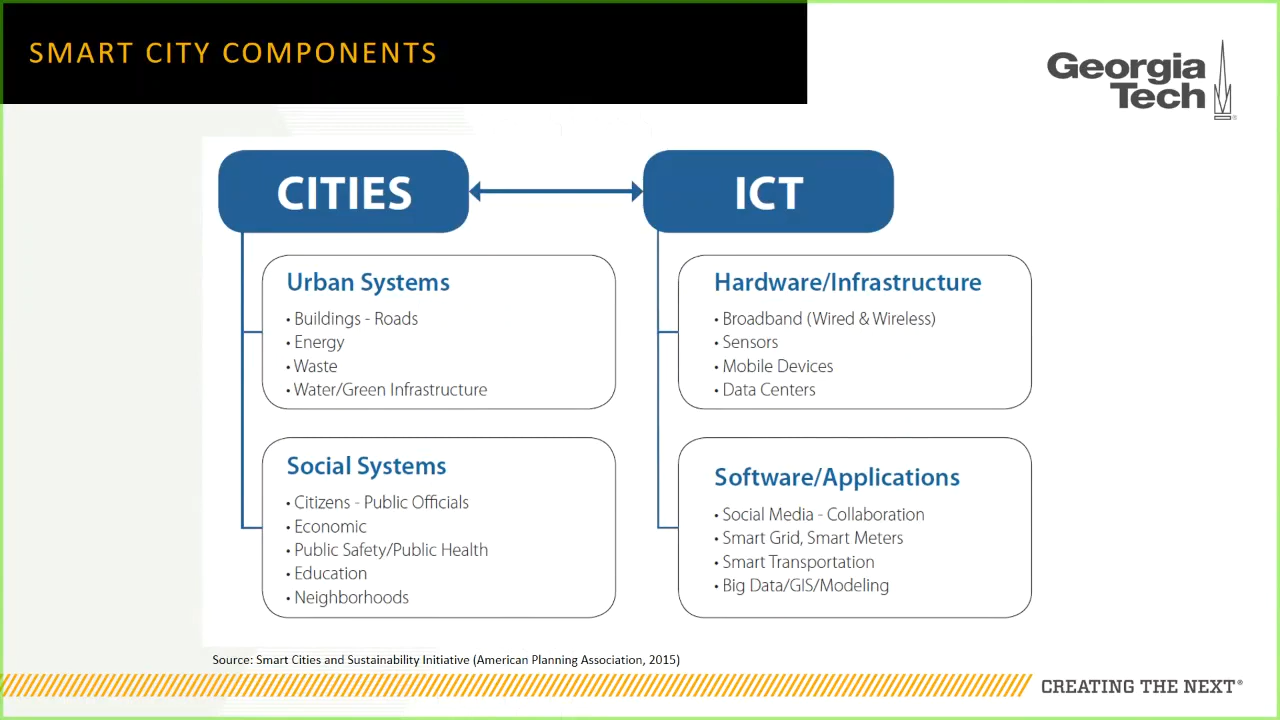 SMART CITY COMPONENTS
Georgia
Tech
CITIES
ICT
Urban Systems
• Buildings - Roads
• Energy
• Waste
• Water/Green Infrastructure
Hardware/Infrastructure
• Broadband (Wired & Wireless)
• Sensors
• Mobile Devices
• Data Centers
Social Systems
• Citizens - Public Officials
• Economic
• Public Safety/Public Health
• Education
• Neighborhoods
Software/Applications
• Social Media - Collaboration
• Smart Grid, Smart Meters
• Smart Transportation
• Big Data/GIS/Modeling
Source: Smart Cities and Sustainability Initiative (American Planning Association, 2015)
CREATING THE NEXT®